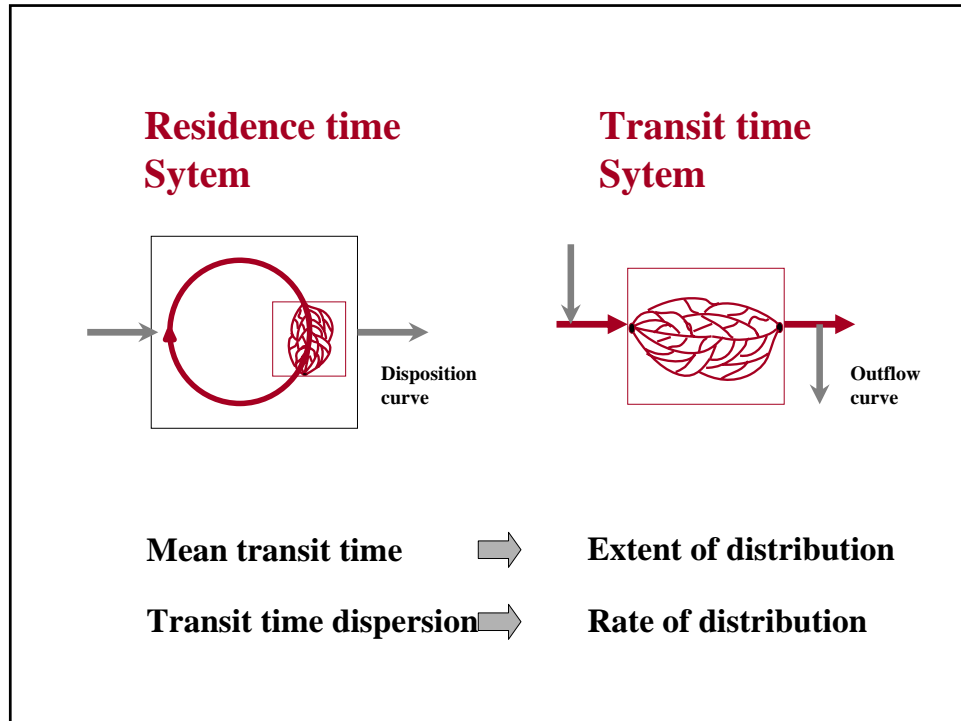 Residence time
Sytem
Transit time
Sytem
Disposition
curve
Outflow
curve
Mean transit time
Extent of distribution
Transit time dispersion
Rate of distribution